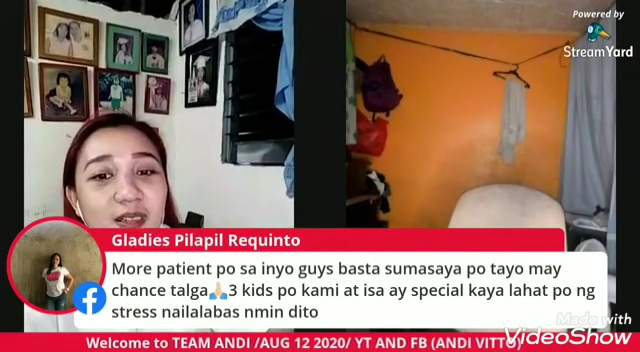 Powered by
StreamYard
Gladies Pilapil Requinto
More patient po sa inyo guys basta sumasaya po tayo may
chance talga🙏🏻3 kids po kami at isa ay special kaya lahat po ng
stress nailalabas nmin dito
Made with
VideoShow
Welcome to TEAM ANDI /AUG 12 2020/ YT AND FB (ANDI VITTO)